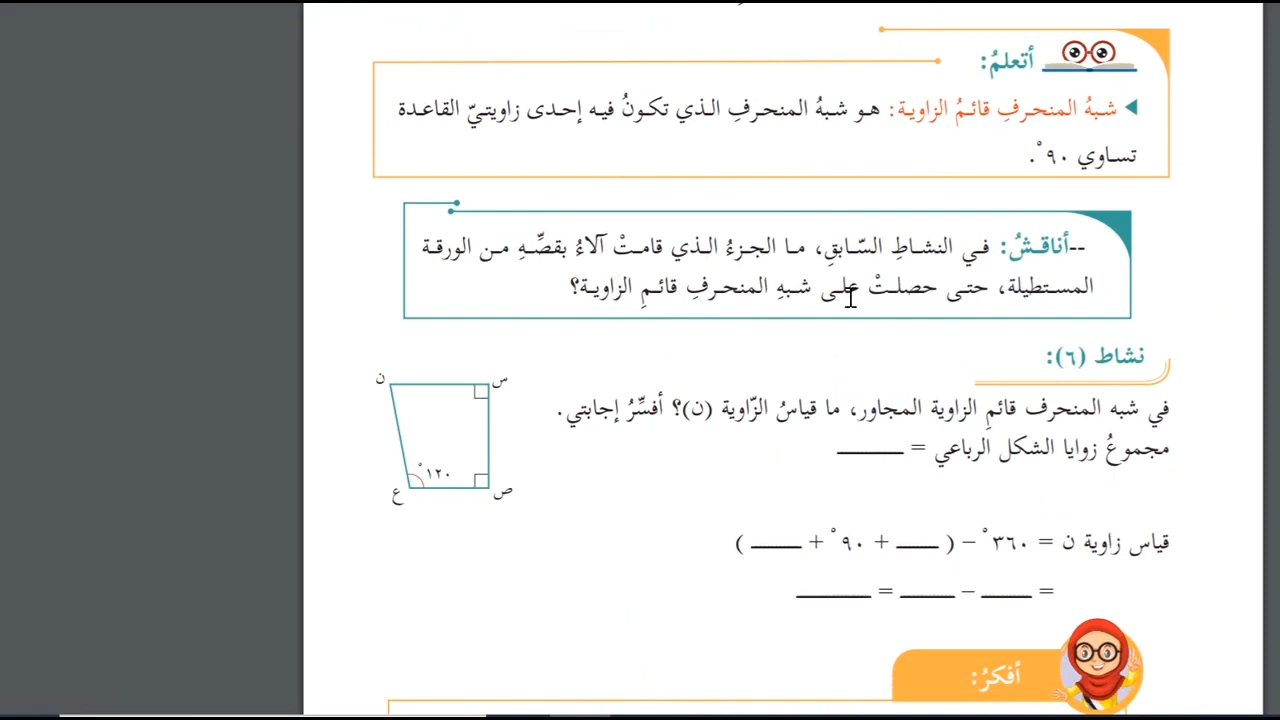 أتعلمُ:
شبهُ المنحرفِ قائمُ الزاوية: هو شبهُ المنحرفِ الذي تكونُ فيه إحدى زاويتيّ القاعدة
تساوي ٩٠°.
--أناقشُ: في النشاطِ السّابقِ، ما الجزءُ الذي قامتْ آلاءُ بقصِّهِ من الورقة
المستطيلة، حتى حصلتْ على شبهِ المنحرفِ قائمِ الزاوية؟
نشاط (٦):
في شبه المنحرف قائمِ الزاوية المجاور، ما قياسُ الزّاوية (ن)؟ أفسِّرُ إجابتي.
مجموعُ زوايا الشكل الرباعي = ______
ن
س
١٢٠°
ع
ص
قياس زاوية ن = ٣٦٠° – ( ____ + ٩٠° + ____ )
= ____ – ____ = ______
أفكرُ: